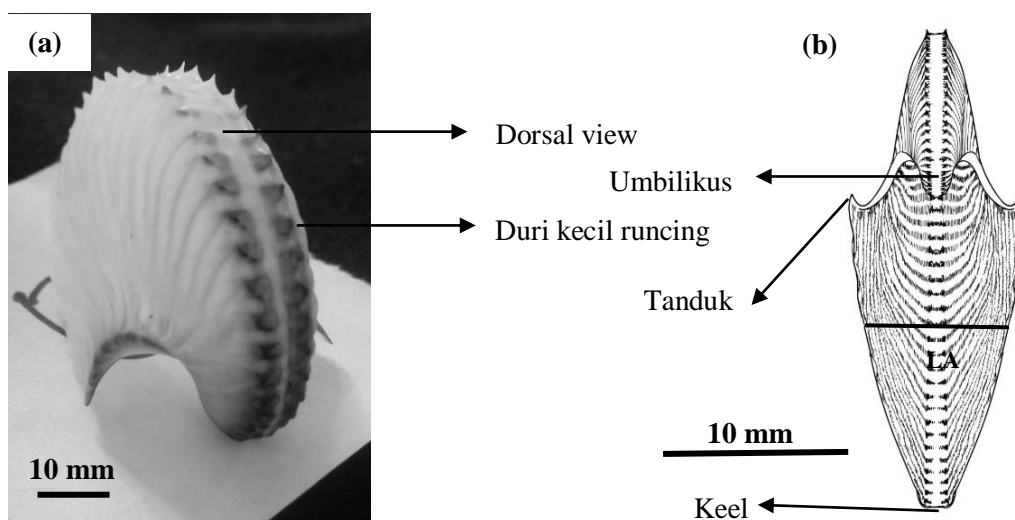 (a)
(b)
Dorsal view
Umbilikus
Duri kecil runcing
Tanduk
LA
10 mm
10 mm
Keel